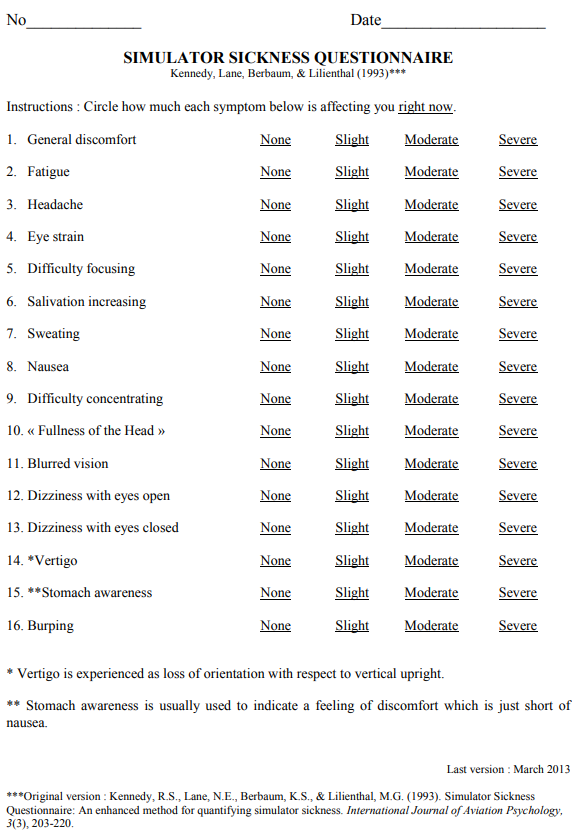 No______________ Date____________________
SIMULATOR SICKNESS QUESTIONNAIRE
Kennedy, Lane, Berbaum, & Lilienthal (1993)***
Instructions : Circle how much each symptom below is affecting you right now.
1. General discomfort None Slight Moderate Severe
2. Fatigue None Slight Moderate Severe
3. Headache None Slight Moderate Severe
4. Eye strain None Slight Moderate Severe
5. Difficulty focusing None Slight Moderate Severe
6. Salivation increasing None Slight Moderate Severe
7. Sweating None Slight Moderate Severe
8. Nausea None Slight Moderate Severe
9. Difficulty concentrating None Slight Moderate Severe
10. « Fullness of the Head » None Slight Moderate Severe
11. Blurred vision None Slight Moderate Severe
12. Dizziness with eyes open None Slight Moderate Severe
13. Dizziness with eyes closed None Slight Moderate Severe
14. *Vertigo None Slight Moderate Severe
15. **Stomach awareness None Slight Moderate Severe
16. Burping None Slight Moderate Severe
* Vertigo is experienced as loss of orientation with respect to vertical upright.
** Stomach awareness is usually used to indicate a feeling of discomfort which is just short of
nausea.
Last version : March 2013
***Original version : Kennedy, R.S., Lane, N.E., Berbaum, K.S., & Lilienthal, M.G. (1993). Simulator Sickness
Questionnaire: An enhanced method for quantifying simulator sickness. International Journal of Aviation Psychology,
3(3), 203-220.